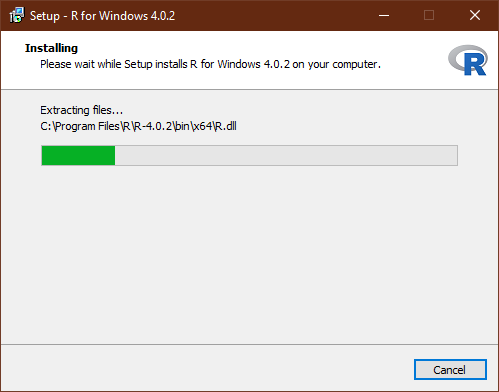 Setup - R for Windows 4.0.2
Installing
Please wait while Setup installs R for Windows 4.0.2 on your computer.
R
Extracting files...
C:\Program Files\R\R-4.0.2\bin\x64\R.dll
Cancel